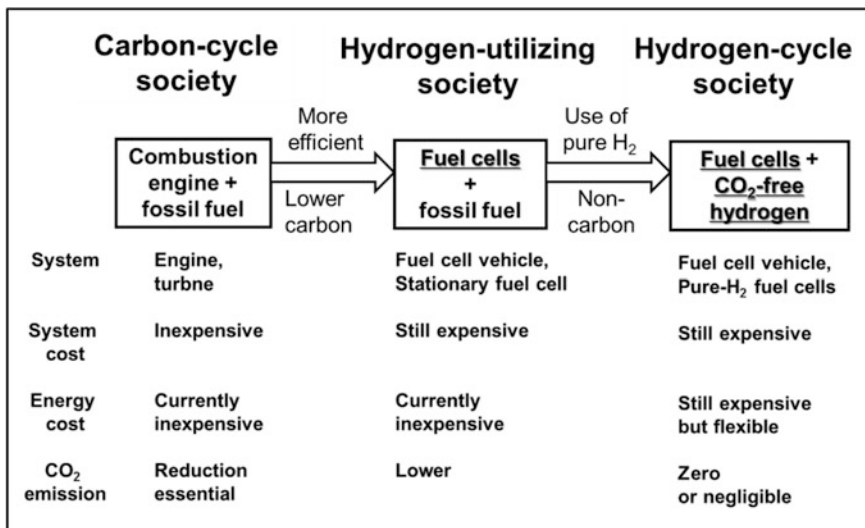 Carbon-cycle
society
Hydrogen-utilizing
society
Hydrogen-cycle
society
Combustion
engine +
fossil fuel
More
efficient
Lower
carbon
Fuel cells
+
fossil fuel
Use of
pure H₂
Non-
carbon
Fuel cells +
CO₂-free
hydrogen
System
Engine,
turbne
Fuel cell vehicle,
Stationary fuel cell
Fuel cell vehicle,
Pure-H₂ fuel cells
System
cost
Inexpensive
Still expensive
Still expensive
Energy
cost
Currently
inexpensive
Currently
inexpensive
Still expensive
but flexible
CO₂
emission
Reduction
essential
Lower
Zero
or negligible